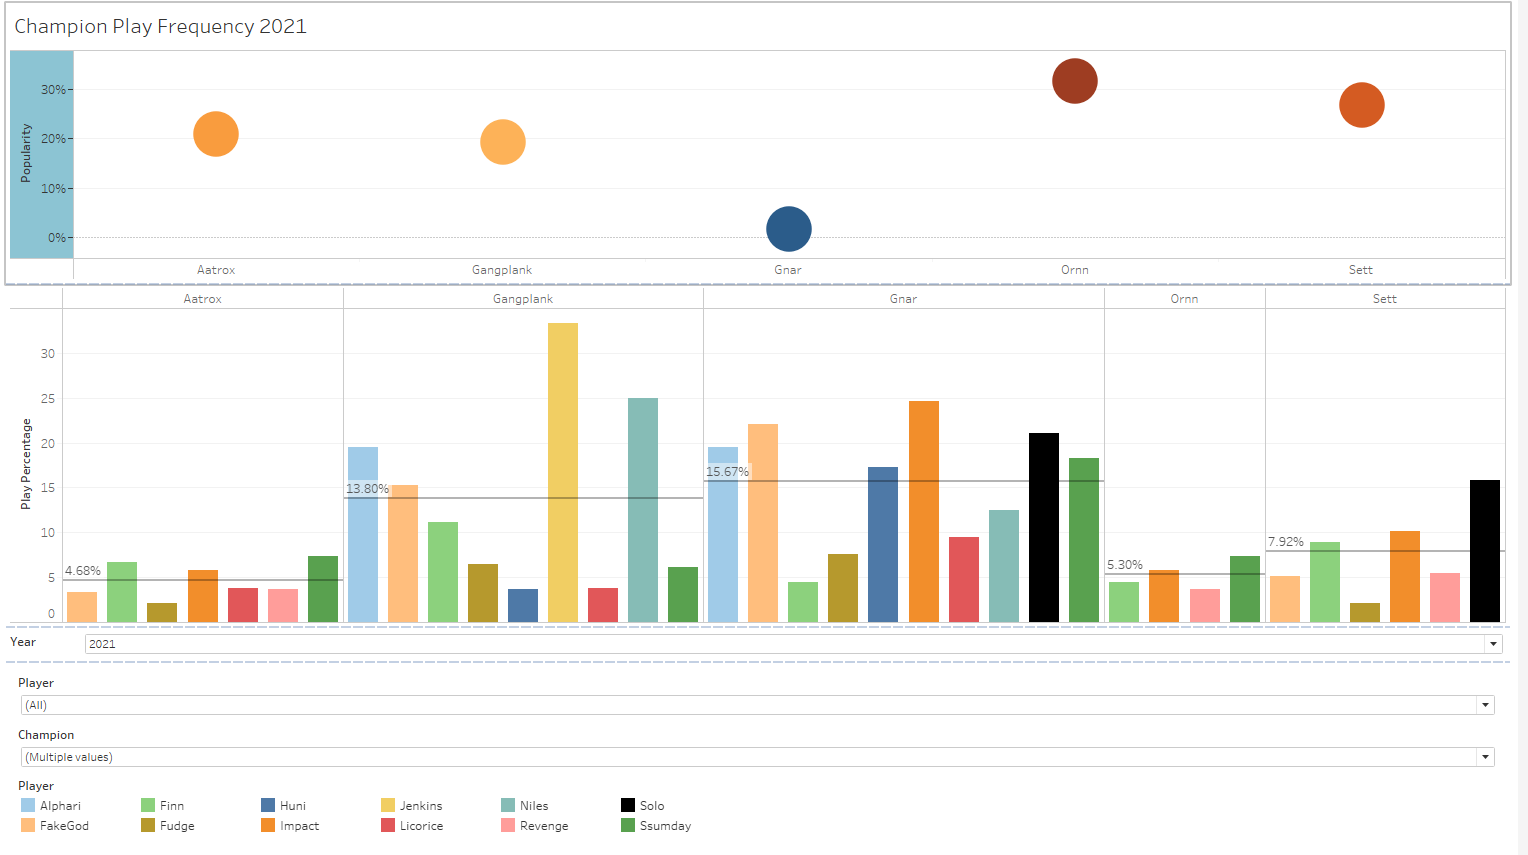 Champion Play Frequency 2021
Popularity
30%
20%
10%
0%
Aatrox Gangplank Gnar Ornn Sett
Aatrox Gangplank Gnar Ornn Sett
Play Percentage
30
25
20
15
10
5
0
4.68%
13.80%
15.67%
5.30%
7.92%
Year
2021
Player
(All)
Champion
(Multiple values)
Player
Alphari Finn Huni Jenkins Niles Solo
FakeGod Fudge Impact Licorice Revenge Ssumday